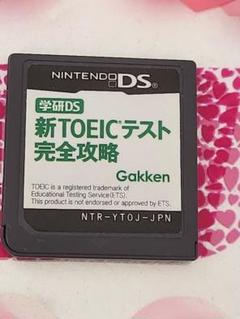 NINTENDO DS
学研DS
新TOEIC テスト
完全攻略
Gakken
TOEIC is a registered trademark of
Educational Testing Service (ETS).
This product is not endorsed or approved by ETS.
NTR-YTOJ-JPN